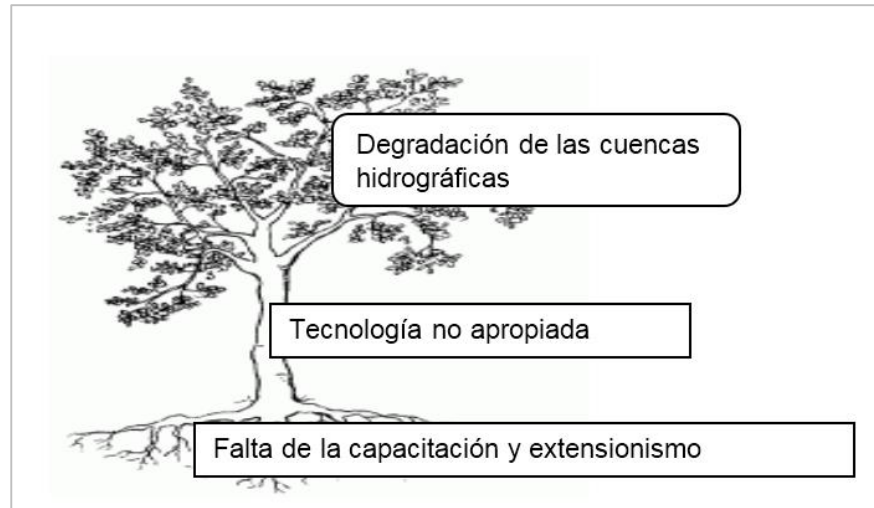 Degradación de las cuencas
hidrográficas
Tecnología no apropiada
Falta de la capacitación y extensionismo